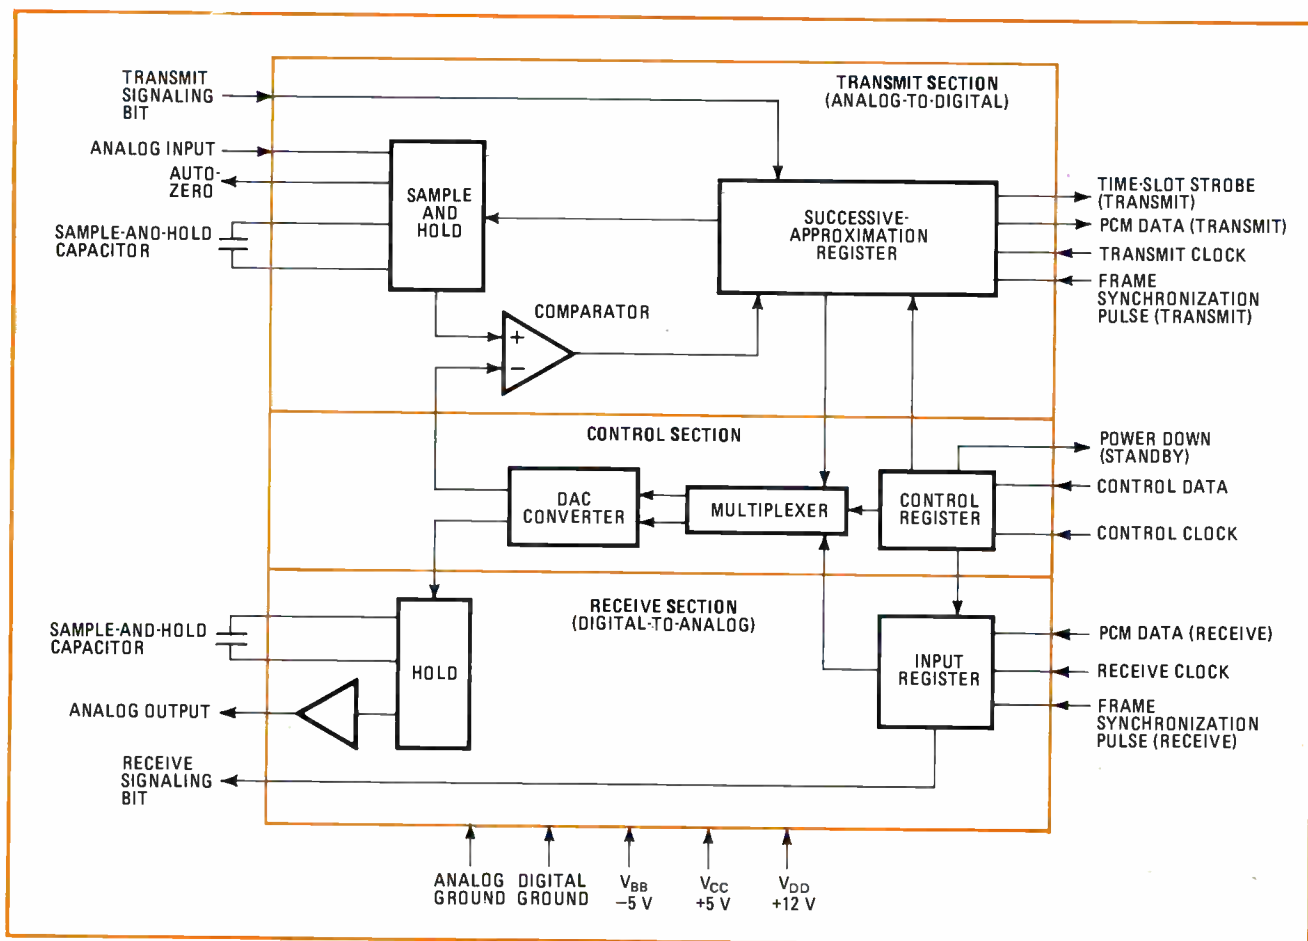 TRANSMIT
SIGNALING
BIT
ANALOG INPUT
AUTO-
ZERO
SAMPLE-AND-HOLD
CAPACITOR
TRANSMIT SECTION
(ANALOG-TO-DIGITAL)
SAMPLE
AND
HOLD
SUCCESSIVE-
APPROXIMATION
REGISTER
COMPARATOR
+
−
TIME-SLOT STROBE
(TRANSMIT)
PCM DATA (TRANSMIT)
TRANSMIT CLOCK
FRAME
SYNCHRONIZATION
PULSE (TRANSMIT)
CONTROL SECTION
DAC
CONVERTER
MULTIPLEXER
CONTROL
REGISTER
POWER DOWN
(STANDBY)
CONTROL DATA
CONTROL CLOCK
RECEIVE SECTION
(DIGITAL-TO-ANALOG)
SAMPLE-AND-HOLD
CAPACITOR
HOLD
ANALOG OUTPUT
RECEIVE
SIGNALING
BIT
INPUT
REGISTER
PCM DATA (RECEIVE)
RECEIVE CLOCK
FRAME
SYNCHRONIZATION
PULSE (RECEIVE)
ANALOG
GROUND
DIGITAL
GROUND
VBB
−5 V
VCC
+5 V
VDD
+12 V